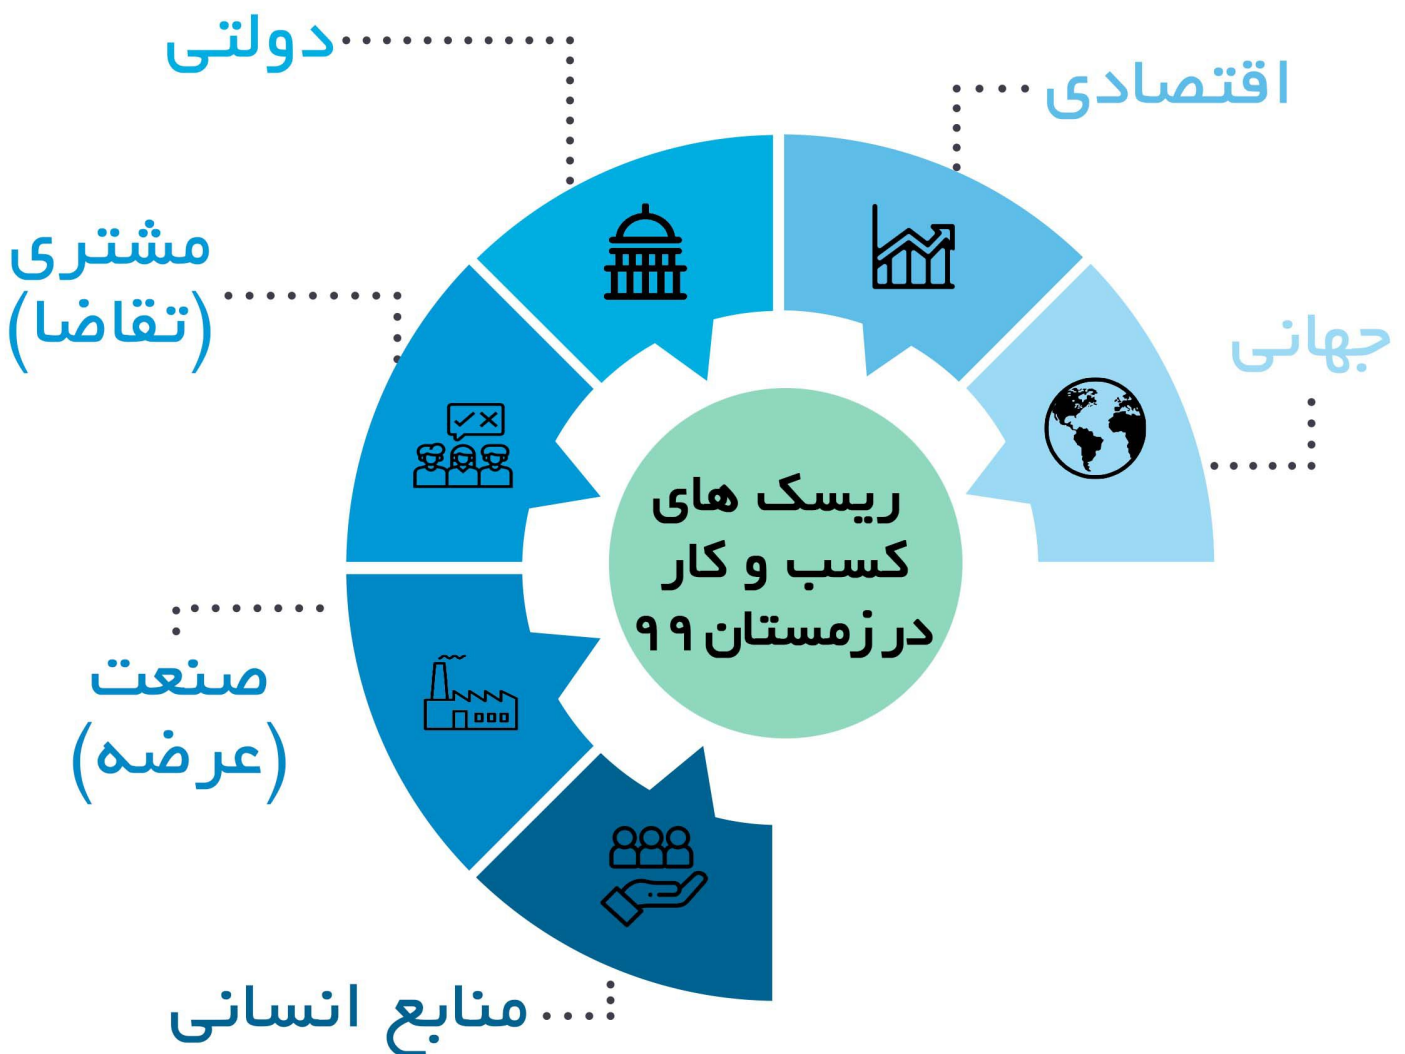 دولتی
اقتصادی
مشتری
(تقاضا)
جهانی
ریسک های
کسب و کار
در زمستان ۹۹
صنعت
(عرضه)
منابع انسانی